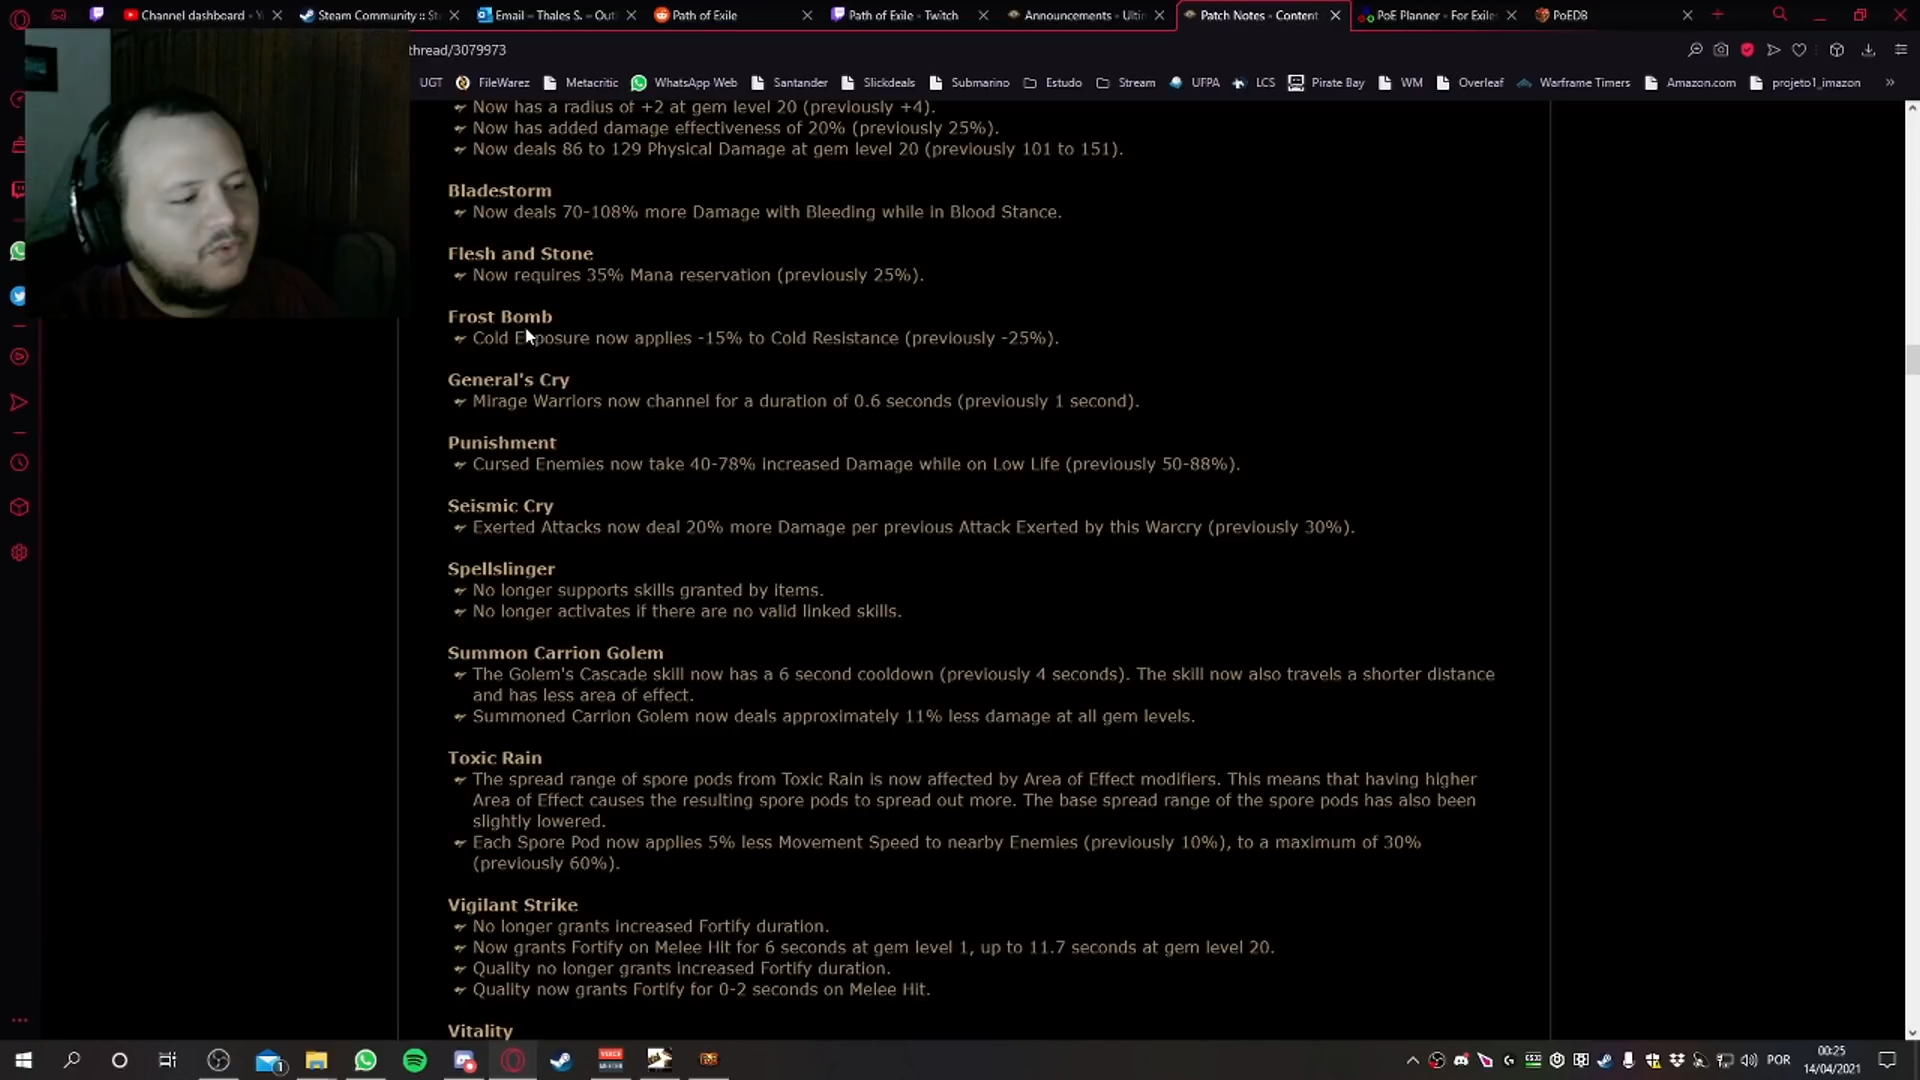 Channel dashboard - Y
Steam Community :: St
Email – Thales S. – Out
Path of Exile
Path of Exile - Twitch
Announcements - Ultim
Patch Notes - Content
PoE Planner - For Exile
PoEDB
thread/3079973
UGT FileWarez Metacritic WhatsApp Web Santander Slickdeals Submarino Estudo Stream UFPA LCS Pirate Bay WM Overleaf Warframe Timers Amazon.com projeto1_imazon »
Now has a radius of +2 at gem level 20 (previously +4).
Now has added damage effectiveness of 20% (previously 25%).
Now deals 86 to 129 Physical Damage at gem level 20 (previously 101 to 151).
Bladestorm
Now deals 70-108% more Damage with Bleeding while in Blood Stance.
Flesh and Stone
Now requires 35% Mana reservation (previously 25%).
Frost Bomb
Cold Exposure now applies -15% to Cold Resistance (previously -25%).
General's Cry
Mirage Warriors now channel for a duration of 0.6 seconds (previously 1 second).
Punishment
Cursed Enemies now take 40-78% increased Damage while on Low Life (previously 50-88%).
Seismic Cry
Exerted Attacks now deal 20% more Damage per previous Attack Exerted by this Warcry (previously 30%).
Spellslinger
No longer supports skills granted by items.
No longer activates if there are no valid linked skills.
Summon Carrion Golem
The Golem's Cascade skill now has a 6 second cooldown (previously 4 seconds). The skill now also travels a shorter distance
and has less area of effect.
Summoned Carrion Golem now deals approximately 11% less damage at all gem levels.
Toxic Rain
The spread range of spore pods from Toxic Rain is now affected by Area of Effect modifiers. This means that having higher
Area of Effect causes the resulting spore pods to spread out more. The base spread range of the spore pods has also been
slightly lowered.
Each Spore Pod now applies 5% less Movement Speed to nearby Enemies (previously 10%), to a maximum of 30%
(previously 60%).
Vigilant Strike
No longer grants increased Fortify duration.
Now grants Fortify on Melee Hit for 6 seconds at gem level 1, up to 11.7 seconds at gem level 20.
Quality no longer grants increased Fortify duration.
Quality now grants Fortify for 0-2 seconds on Melee Hit.
Vitality
POR
00:25
14/04/2021